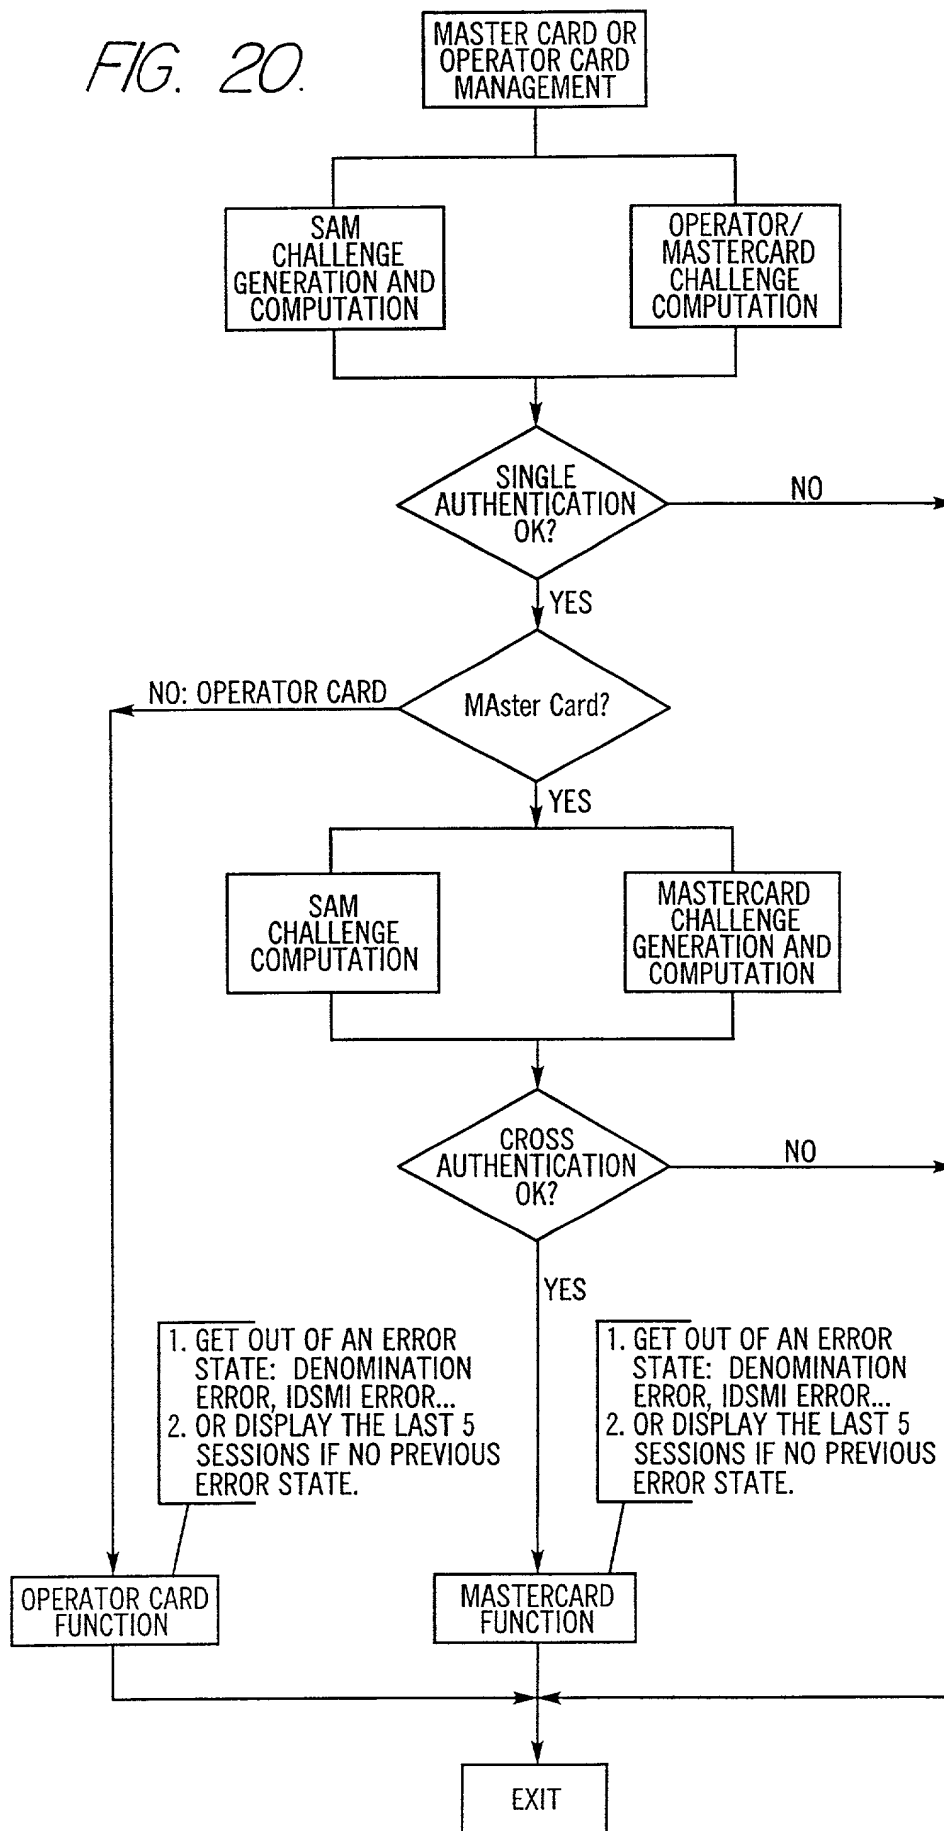 FIG. 20.
MASTER CARD OR
OPERATOR CARD
MANAGEMENT
SAM
CHALLENGE
GENERATION AND
COMPUTATION
OPERATOR/
MASTERCARD
CHALLENGE
COMPUTATION
SINGLE
AUTHENTICATION
OK?
NO
YES
MAster Card?
NO: OPERATOR CARD
YES
SAM
CHALLENGE
COMPUTATION
MASTERCARD
CHALLENGE
GENERATION AND
COMPUTATION
CROSS
AUTHENTICATION
OK?
NO
YES
1. GET OUT OF AN ERROR
STATE: DENOMINATION
ERROR, IDSMI ERROR...
2. OR DISPLAY THE LAST 5
SESSIONS IF NO PREVIOUS
ERROR STATE.
1. GET OUT OF AN ERROR
STATE: DENOMINATION
ERROR, IDSMI ERROR...
2. OR DISPLAY THE LAST 5
SESSIONS IF NO PREVIOUS
ERROR STATE.
OPERATOR CARD
FUNCTION
MASTERCARD
FUNCTION
EXIT